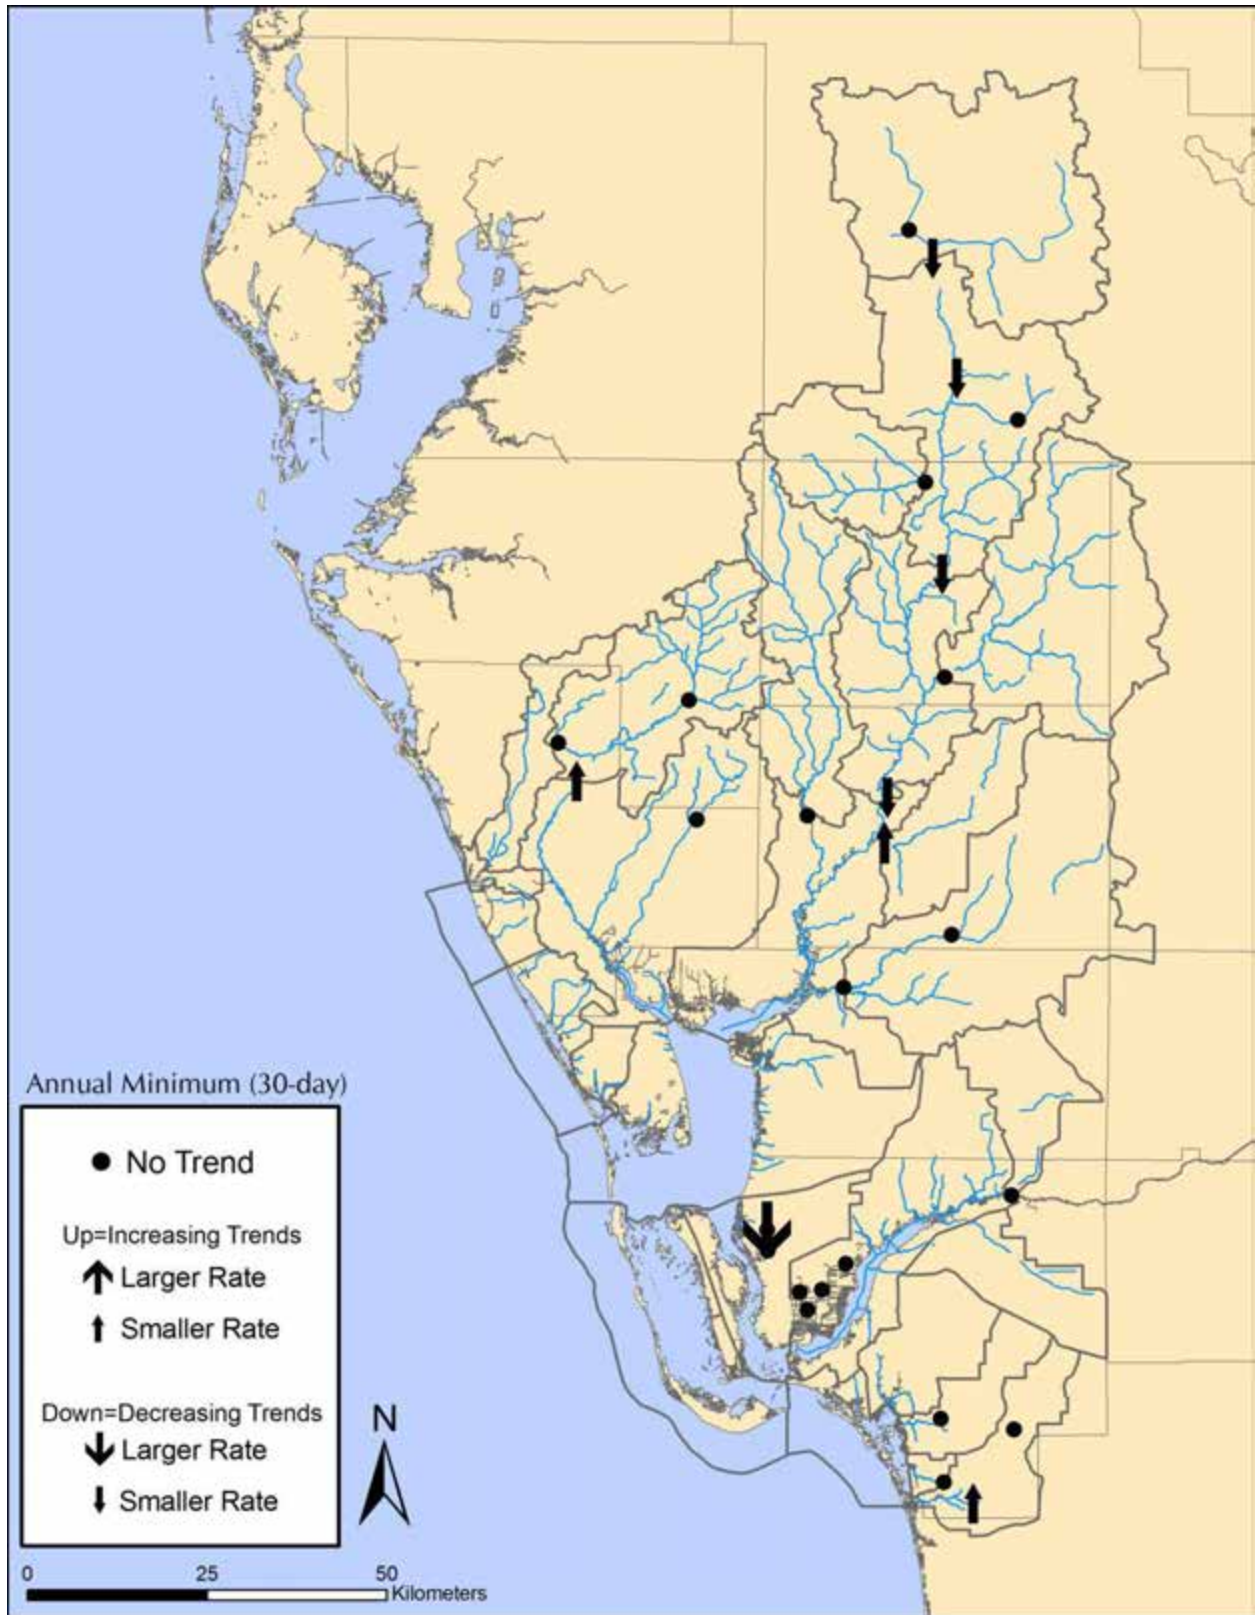 Annual Minimum (30-day)
No Trend
Up=Increasing Trends
Larger Rate
Smaller Rate
Down=Decreasing Trends
Larger Rate
Smaller Rate
N
0 25 50
Kilometers